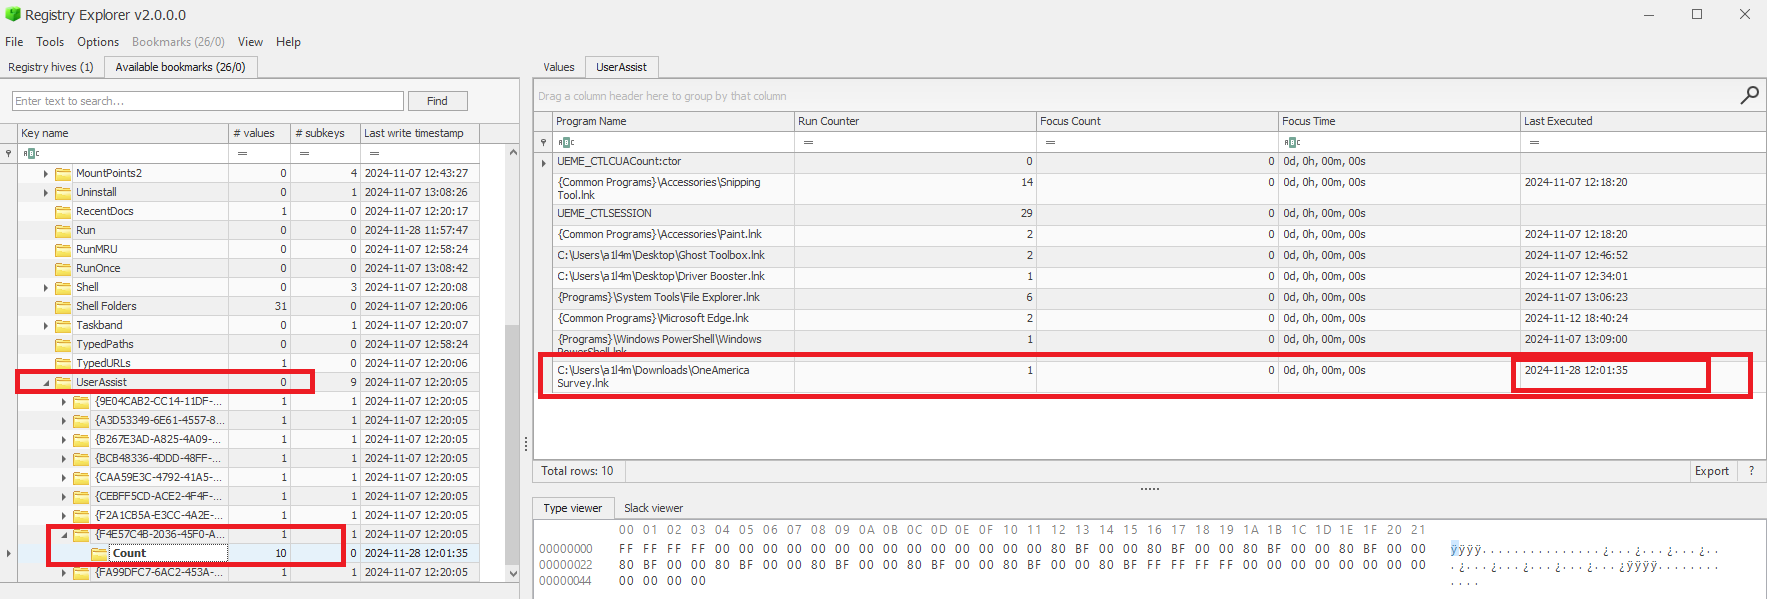 Registry Explorer v2.0.0.0
File Tools Options Bookmarks (26/0) View Help
Registry hives (1) Available bookmarks (26/0)
Enter text to search... Find
Key name # values # subkeys Last write timestamp
ABC = = =
MountPoints2 0 4 2024-11-07 12:43:27
Uninstall 0 1 2024-11-07 13:08:26
RecentDocs 1 0 2024-11-07 12:20:17
Run 0 0 2024-11-28 11:57:47
RunMRU 0 0 2024-11-07 12:58:24
RunOnce 0 0 2024-11-07 13:08:42
Shell 0 3 2024-11-07 12:20:08
Shell Folders 31 0 2024-11-07 12:20:06
Taskband 0 1 2024-11-07 12:20:07
TypedPaths 0 0 2024-11-07 12:58:24
TypedURLs 1 0 2024-11-07 12:20:06
UserAssist 0 9 2024-11-07 12:20:05
{9E04CAB2-CC14-11DF-... 1 1 2024-11-07 12:20:05
{A3D53349-6E61-4557-8... 1 1 2024-11-07 12:20:05
{B267E3AD-A825-4A09-... 1 1 2024-11-07 12:20:05
{BCB48336-4DDD-48FF-... 1 1 2024-11-07 12:20:05
{CAA59E3C-4792-41A5-... 1 1 2024-11-07 12:20:05
{CEBFF5CD-ACE2-4F4F-... 1 1 2024-11-07 12:20:05
{F2A1CB5A-E3CC-4A2E-... 1 1 2024-11-07 12:20:05
{F4E57C4B-2036-45F0-A... 1 1 2024-11-07 12:20:05
Count 10 0 2024-11-28 12:01:35
{FA99DFC7-6AC2-453A-... 1 1 2024-11-07 12:20:05
Values UserAssist
Drag a column header here to group by that column
Program Name Run Counter Focus Count Focus Time Last Executed
ABC = = ABC =
UEME_CTLCUACount:ctor 0 0 0d, 0h, 00m, 00s
{Common Programs}\Accessories\Snipping 14 0 0d, 0h, 00m, 00s 2024-11-07 12:18:20
Tool.lnk
UEME_CTLSESSION 29 0 0d, 0h, 00m, 00s
{Common Programs}\Accessories\Paint.lnk 2 0 0d, 0h, 00m, 00s 2024-11-07 12:18:20
C:\Users\a1l4m\Desktop\Ghost Toolbox.lnk 2 0 0d, 0h, 00m, 00s 2024-11-07 12:46:52
C:\Users\a1l4m\Desktop\Driver Booster.lnk 1 0 0d, 0h, 00m, 00s 2024-11-07 12:34:01
{Programs}\System Tools\File Explorer.lnk 6 0 0d, 0h, 00m, 00s 2024-11-07 13:06:23
{Common Programs}\Microsoft Edge.lnk 2 0 0d, 0h, 00m, 00s 2024-11-12 18:40:24
{Programs}\Windows PowerShell\Windows 1 0 0d, 0h, 00m, 00s 2024-11-07 13:09:00
PowerShell.lnk
C:\Users\a1l4m\Downloads\OneAmerica 1 0 0d, 0h, 00m, 00s 2024-11-28 12:01:35
Survey.lnk
Total rows: 10 Export ?
Type viewer Slack viewer
00 01 02 03 04 05 06 07 08 09 0A 0B 0C 0D 0E 0F 10 11 12 13 14 15 16 17 18 19 1A 1B 1C 1D 1E 1F 20 21
00000000 FF FF FF FF 00 00 00 00 00 00 00 00 00 00 00 00 00 00 80 BF 00 00 80 BF 00 00 80 BF 00 00 80 BF 00 00 ÿÿÿÿ...............¿...¿...¿...¿..
00000022 80 BF 00 00 80 BF 00 00 80 BF 00 00 80 BF 00 00 80 BF 00 00 80 BF FF FF FF FF 00 00 00 00 00 00 00 00 .¿...¿...¿...¿...¿...¿ÿÿÿÿ........
00000044 00 00 00 00 ....